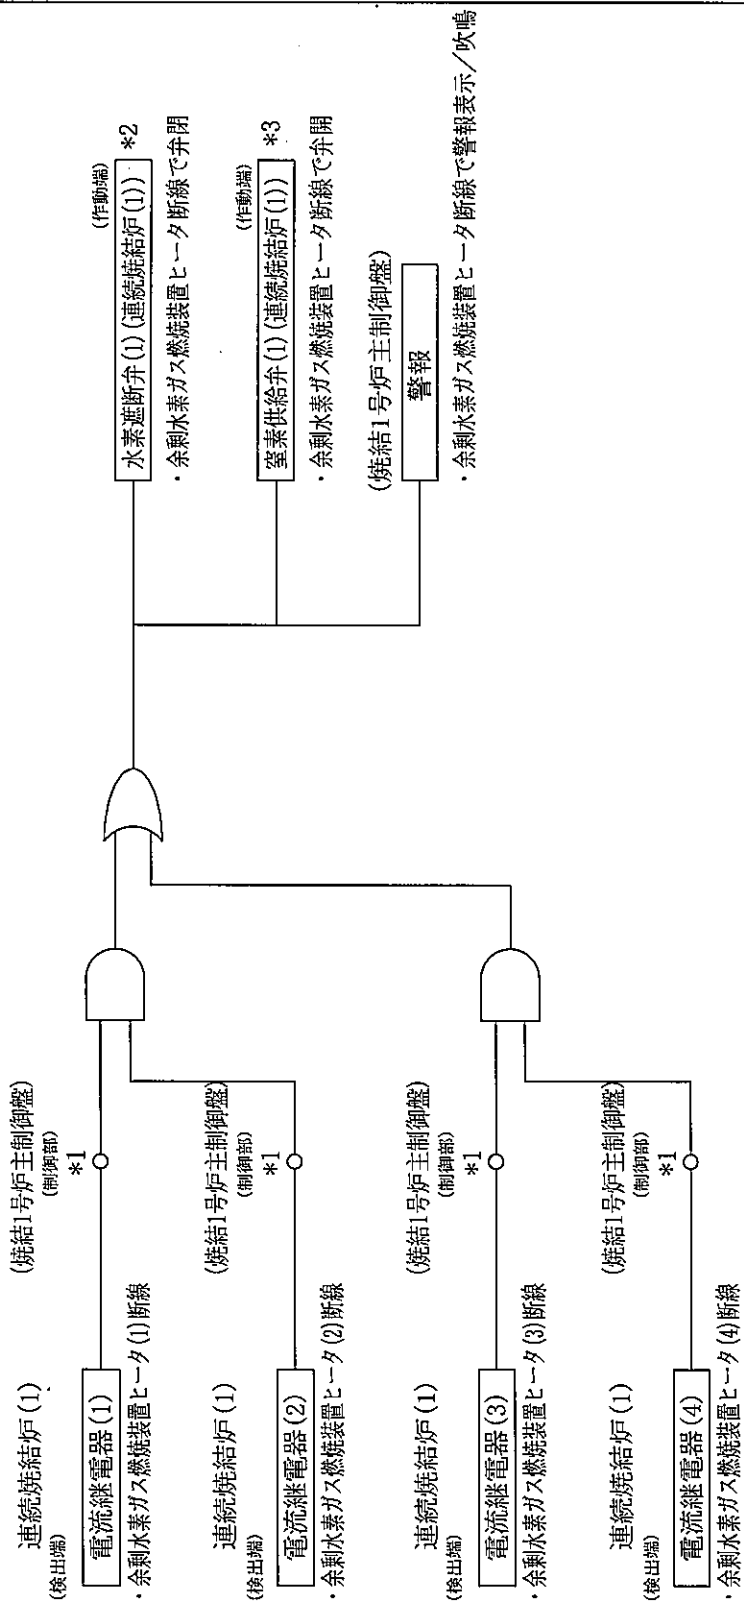 連続焼結炉(1)
(検出端)
電流継電器(1)
・余剰水素ガス燃焼装置ヒータ(1)断線
(焼結1号炉主制御盤)
(制御部)
*1
連続焼結炉(1)
(検出端)
電流継電器(2)
・余剰水素ガス燃焼装置ヒータ(2)断線
(焼結1号炉主制御盤)
(制御部)
*1
連続焼結炉(1)
(検出端)
電流継電器(3)
・余剰水素ガス燃焼装置ヒータ(3)断線
(焼結1号炉主制御盤)
(制御部)
*1
連続焼結炉(1)
(検出端)
電流継電器(4)
・余剰水素ガス燃焼装置ヒータ(4)断線
(焼結1号炉主制御盤)
(制御部)
*1
(作動端)
水素遮断弁(1)(連続焼結炉(1)) *2
・余剰水素ガス燃焼装置ヒータ断線で弁閉
(作動端)
窒素供給弁(1)(連続焼結炉(1)) *3
・余剰水素ガス燃焼装置ヒータ断線で弁開
(焼結1号炉主制御盤)
警報
・余剰水素ガス燃焼装置ヒータ断線で警報表示/吹鳴